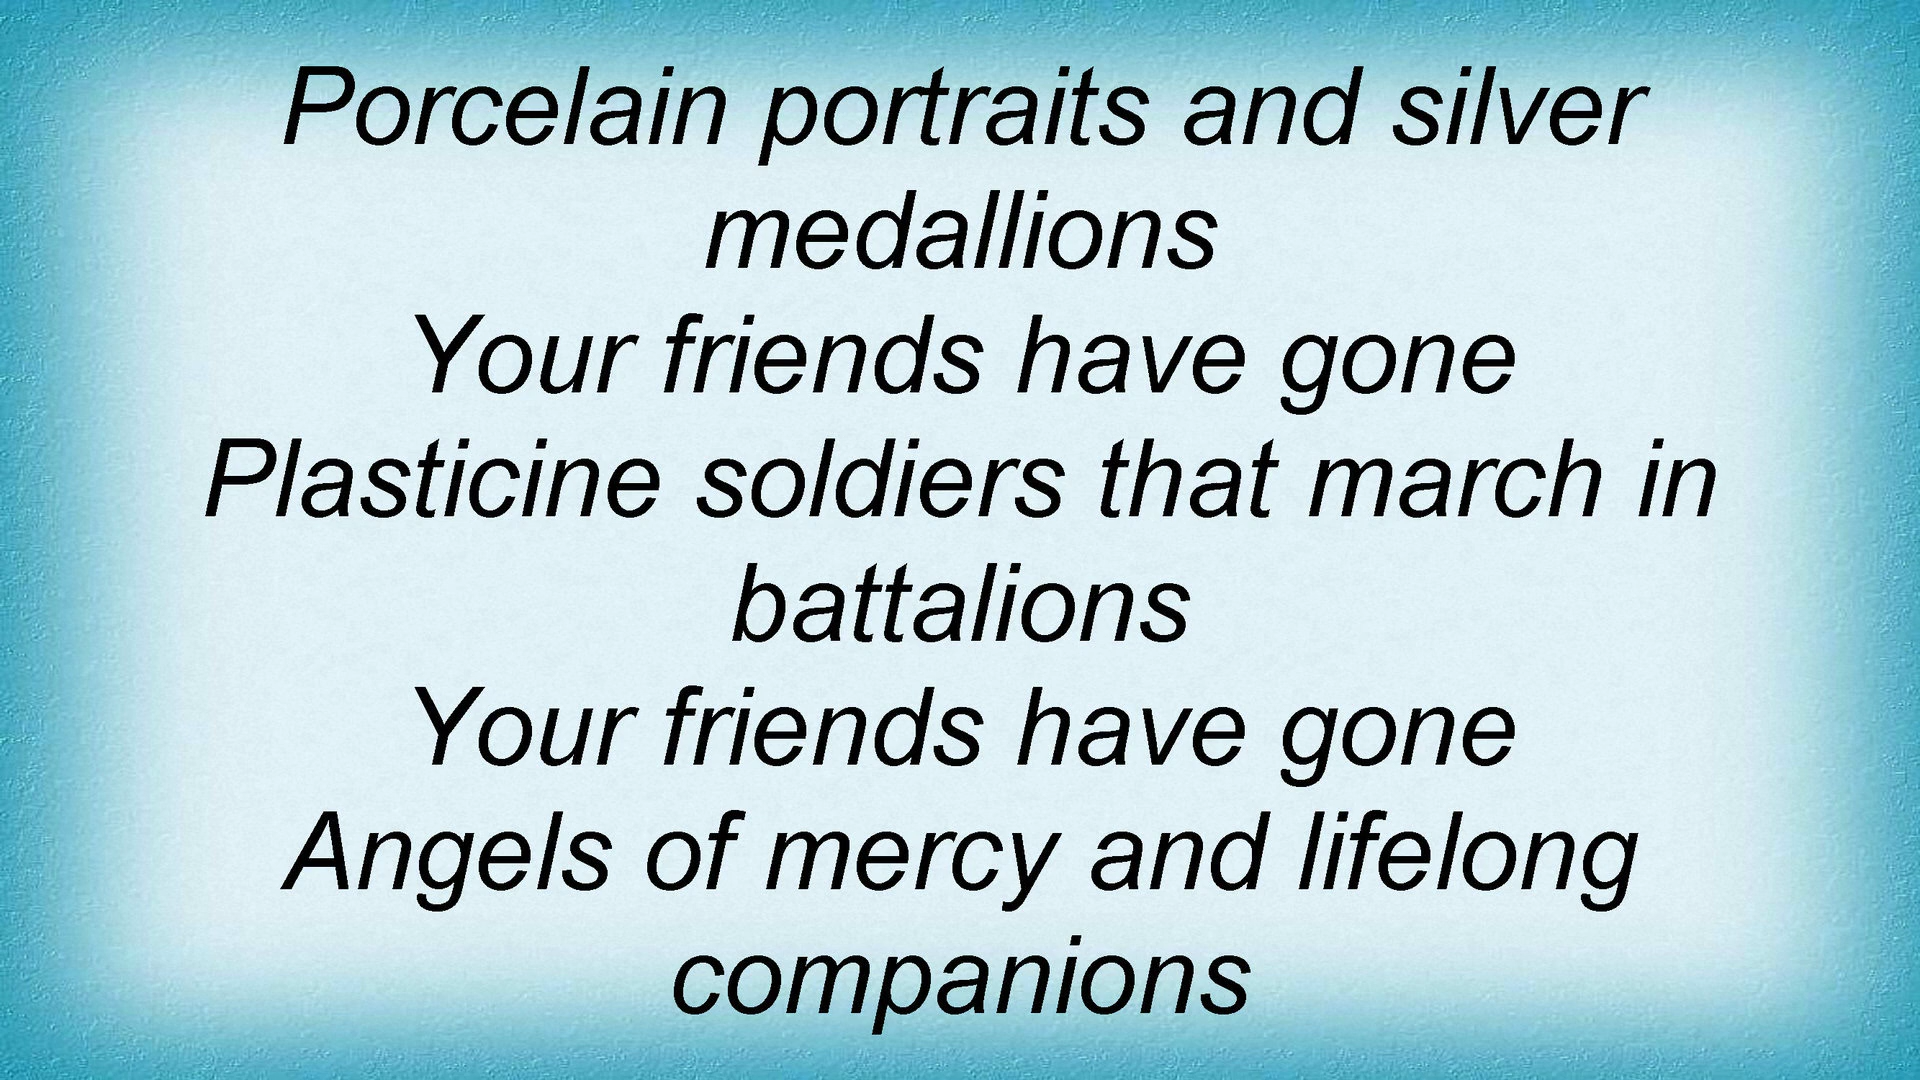 Porcelain portraits and silver
medallions
Your friends have gone
Plasticine soldiers that march in
battalions
Your friends have gone
Angels of mercy and lifelong
companions